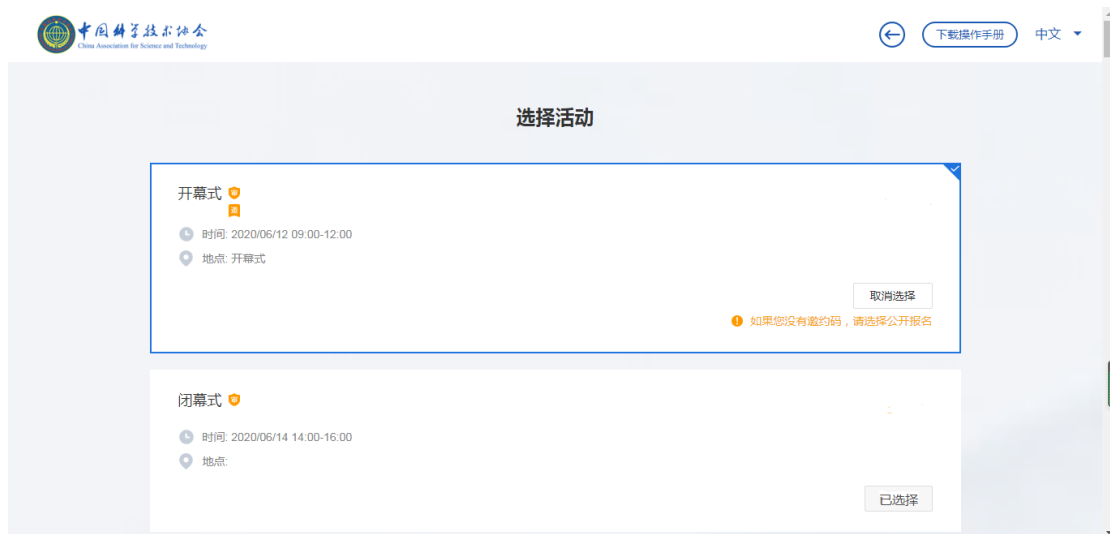 中国科学技术协会
China Association for Science and Technology
下载操作手册
中文
选择活动
开幕式
邀
时间: 2020/06/12 09:00-12:00
地点: 开幕式
取消选择
如果您没有邀约码，请选择公开报名
闭幕式
时间: 2020/06/14 14:00-16:00
地点:
已选择